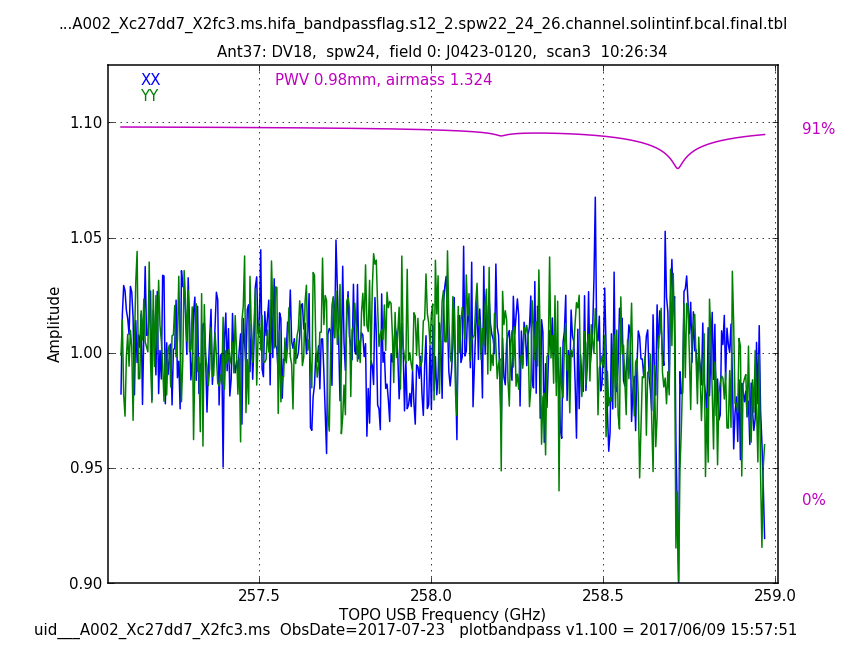 ...A002_Xc27dd7_X2fc3.ms.hifa_bandpassflag.s12_2.spw22_24_26.channel.solintinf.bcal.final.tbl
Ant37: DV18,  spw24,  field 0: J0423-0120,  scan3  10:26:34
XX
PWV 0.98mm, airmass 1.324
YY
1.10
91%
1.05
Amplitude
1.00
0.95
0%
0.90
257.5
258.0
258.5
259.0
TOPO USB Frequency (GHz)
uid___A002_Xc27dd7_X2fc3.ms  ObsDate=2017-07-23   plotbandpass v1.100 = 2017/06/09 15:57:51